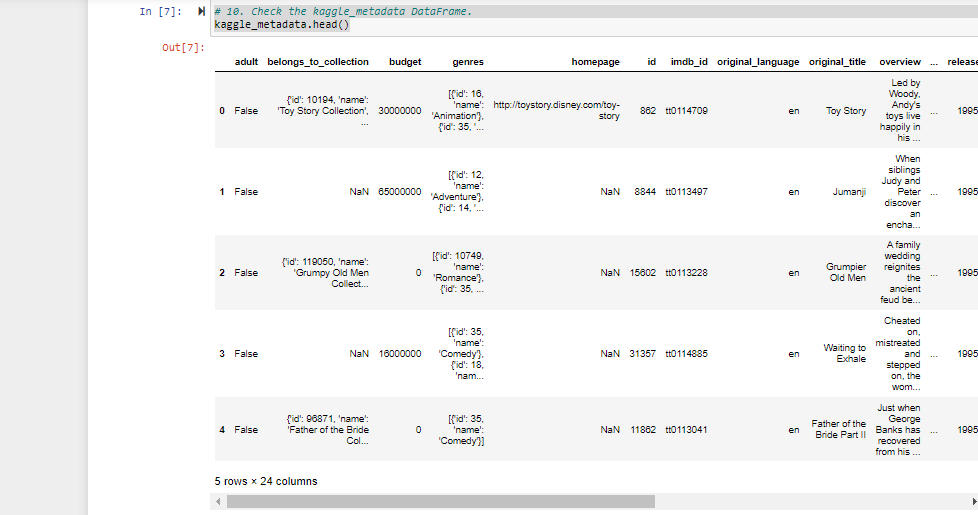 In [7]: # 10. Check the kaggle_metadata DataFrame.
kaggle_metadata.head()
Out[7]:
adult belongs_to_collection budget genres homepage id imdb_id original_language original_title overview ... release
0 False {'id': 10194, 'name': 'Toy Story Collection', ... 30000000 [{'id': 16, 'name': 'Animation'}, {'id': 35, '... http://toystory.disney.com/toy-story 862 tt0114709 en Toy Story Led by Woody, Andy's toys live happily in his ... ... 1995
1 False NaN 65000000 [{'id': 12, 'name': 'Adventure'}, {'id': 14, '... NaN 8844 tt0113497 en Jumanji When siblings Judy and Peter discover an encha... ... 1995
2 False {'id': 119050, 'name': 'Grumpy Old Men Collect... 0 [{'id': 10749, 'name': 'Romance'}, {'id': 35, ... NaN 15602 tt0113228 en Grumpier Old Men A family wedding reignites the ancient feud be... ... 1995
3 False NaN 16000000 [{'id': 35, 'name': 'Comedy'}, {'id': 18, 'nam... NaN 31357 tt0114885 en Waiting to Exhale Cheated on, mistreated and stepped on, the wom... ... 1995
4 False {'id': 96871, 'name': 'Father of the Bride Col... 0 [{'id': 35, 'name': 'Comedy'}] NaN 11862 tt0113041 en Father of the Bride Part II Just when George Banks has recovered from his ... ... 1995
5 rows × 24 columns